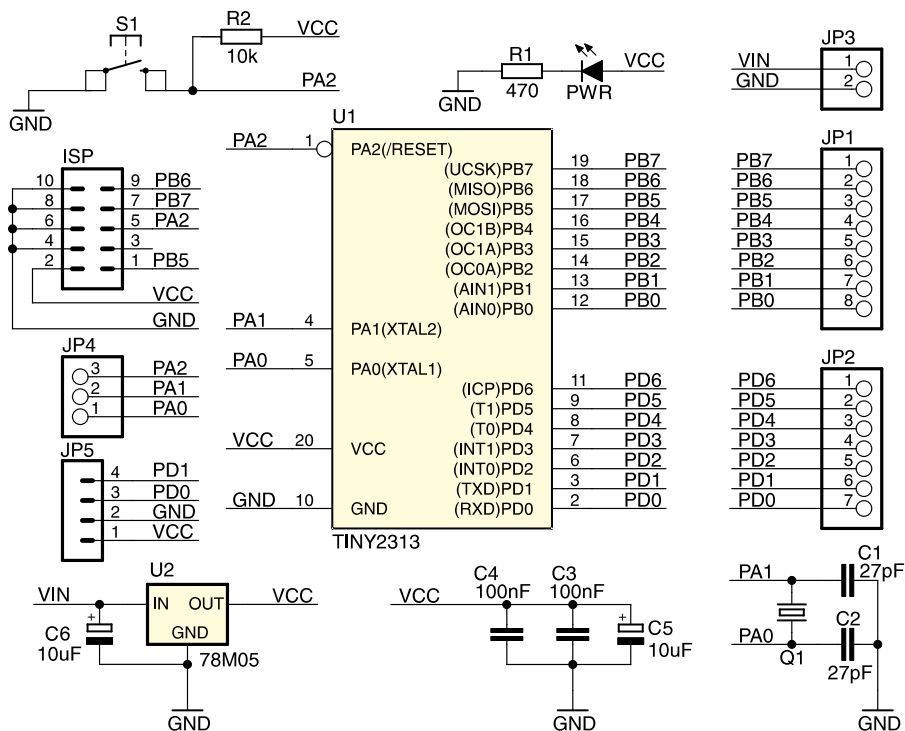 S1
R2
10k
VCC
PA2
GND
R1
470
PWR
VCC
GND
JP3
VIN 1
GND 2
U1
PA2 1 PA2(/RESET)
(UCSK)PB7 19 PB7
(MISO)PB6 18 PB6
(MOSI)PB5 17 PB5
(OC1B)PB4 16 PB4
(OC1A)PB3 15 PB3
(OC0A)PB2 14 PB2
(AIN1)PB1 13 PB1
(AIN0)PB0 12 PB0
PA1 4 PA1(XTAL2)
PA0 5 PA0(XTAL1)
(ICP)PD6 11 PD6
(T1)PD5 9 PD5
(T0)PD4 8 PD4
VCC 20 VCC
(INT1)PD3 7 PD3
(INT0)PD2 6 PD2
(TXD)PD1 3 PD1
GND 10 GND
(RXD)PD0 2 PD0
TINY2313
ISP
10 9 PB6
8 7 PB7
6 5 PA2
4 3
2 1 PB5
VCC
GND
JP1
PB7 1
PB6 2
PB5 3
PB4 4
PB3 5
PB2 6
PB1 7
PB0 8
JP4
3 PA2
2 PA1
1 PA0
JP2
PD6 1
PD5 2
PD4 3
PD3 4
PD2 5
PD1 6
PD0 7
JP5
4 PD1
3 PD0
2 GND
1 VCC
U2
VIN IN OUT VCC
GND
78M05
+
C6
10uF
GND
VCC
C4
100nF
C3
100nF
+
C5
10uF
GND
PA1
C1
27pF
PA0
Q1
C2
27pF
GND